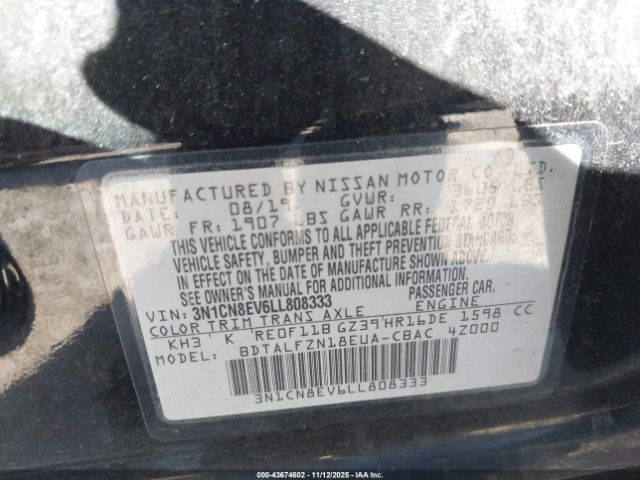 MANUFACTURED BY NISSAN MOTOR CO., LTD.
DATE: 08/19 GVWR: 3605 LBS
GAWR FR: 1907 LBS GAWR RR: 1720 LBS
THIS VEHICLE CONFORMS TO ALL APPLICABLE FEDERAL MOTOR
VEHICLE SAFETY, BUMPER AND THEFT PREVENTION STANDARDS
IN EFFECT ON THE DATE OF MANUFACTURE SHOWN ABOVE.
SEE OWNER'S MANUAL FOR ADDITIONAL INFORMATION.
VIN: 3N1CN8EV6LL808333 PASSENGER CAR.
COLOR TRIM TRANS AXLE ENGINE
KH3 K RE0F11B GZ39 HR16DE 1598 CC
BDTALFZN18EUA-CBAC 4Z000
3N1CN8EV6LL808333
000-43674602 | 11/12/2025 - IAA Inc.